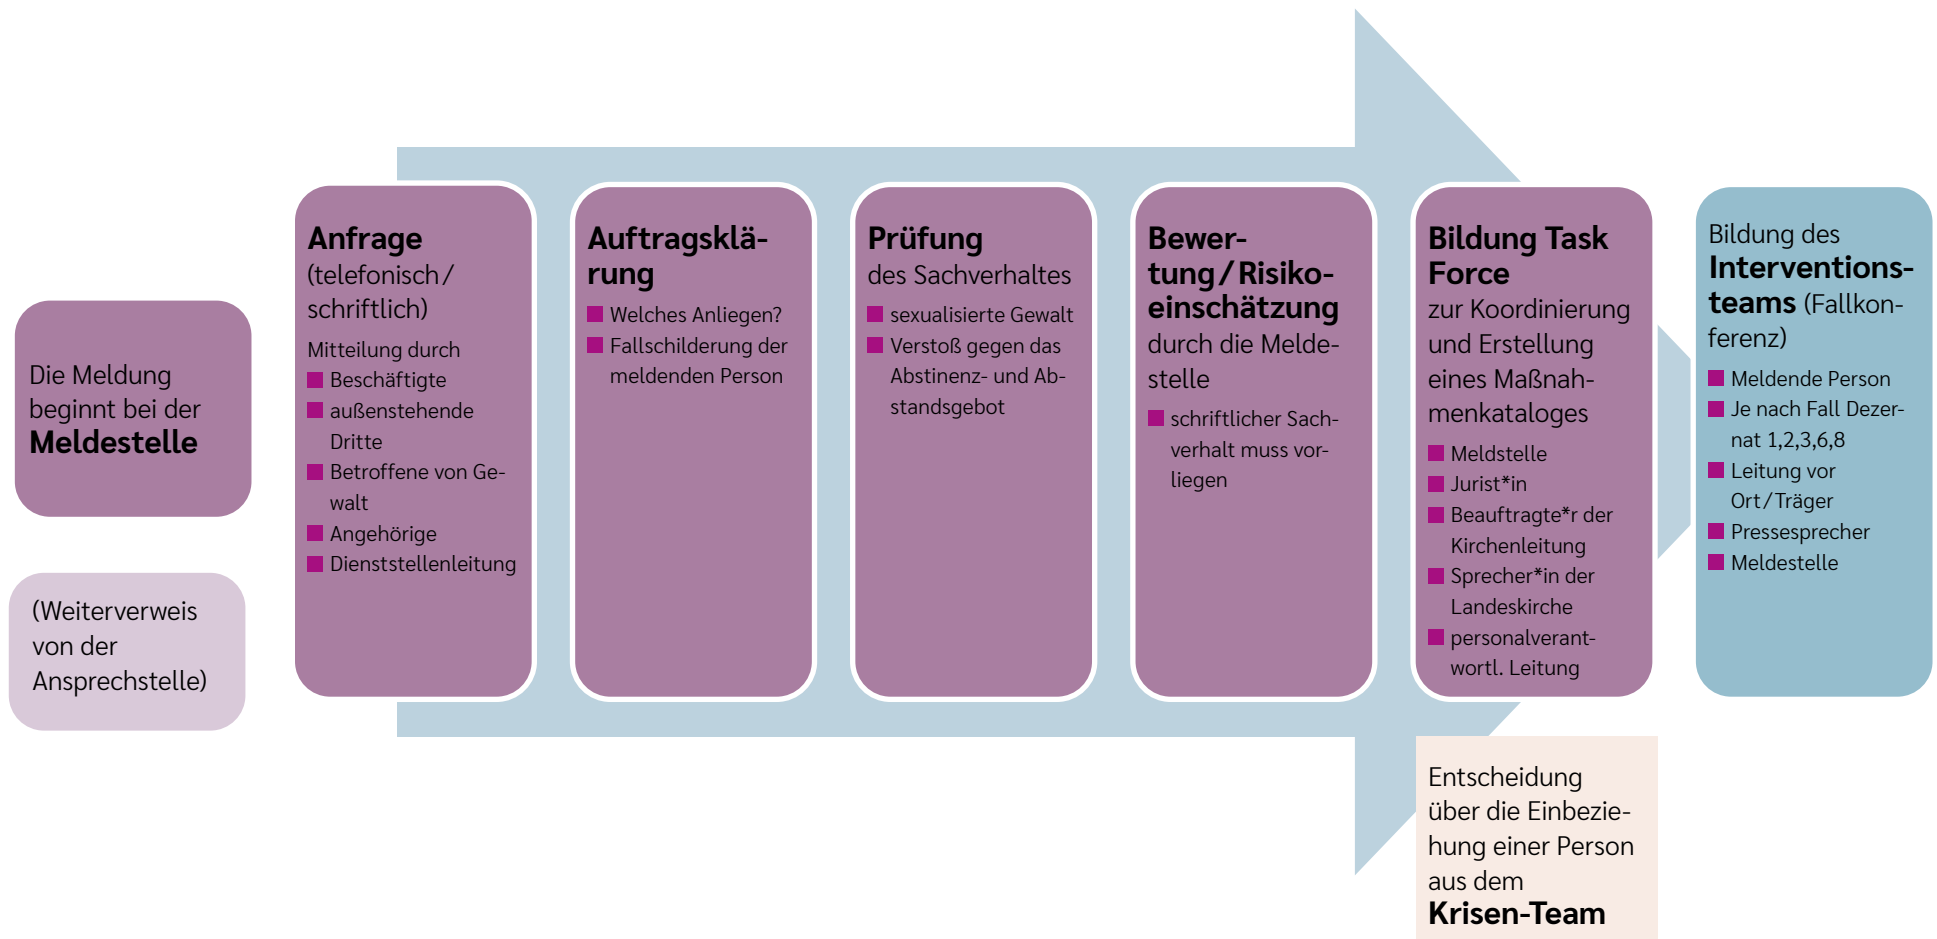 Die Meldung
beginnt bei der
Meldestelle
(Weiterverweis
von der
Ansprechstelle)
Anfrage
(telefonisch/
schriftlich)
Mitteilung durch
Beschäftigte
außenstehende
Dritte
Betroffene von Ge-
walt
Angehörige
Dienststellenleitung
Auftragsklä-
rung
Welches Anliegen?
Fallschilderung der
meldenden Person
Prüfung
des Sachverhaltes
sexualisierte Gewalt
Verstoß gegen das
Abstinenz- und Ab-
standsgebot
Bewer-
tung/Risiko-
einschätzung
durch die Melde-
stelle
schriftlicher Sach-
verhalt muss vor-
liegen
Bildung Task
Force
zur Koordinierung
und Erstellung
eines Maßnah-
menkataloges
Meldstelle
Jurist*in
Beauftragte*r der
Kirchenleitung
Sprecher*in der
Landeskirche
personalverant-
wortl. Leitung
Entscheidung
über die Einbezie-
hung einer Person
aus dem
Krisen-Team
Bildung des
Interventions-
teams (Fallkon-
ferenz)
Meldende Person
Je nach Fall Dezer-
nat 1,2,3,6,8
Leitung vor
Ort/Träger
Pressesprecher
Meldestelle